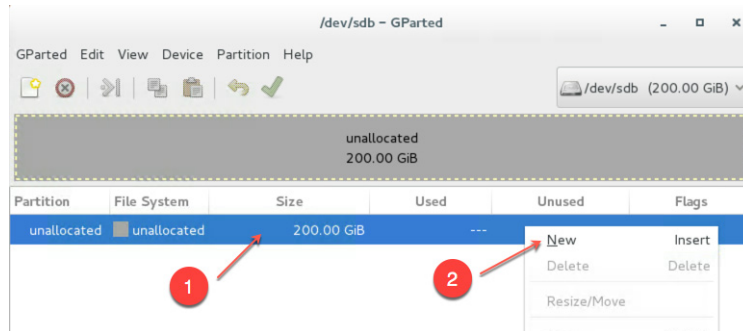 /dev/sdb – GParted
GParted Edit View Device Partition Help
/dev/sdb (200.00 GiB)
unallocated
200.00 GiB
Partition File System Size Used Unused Flags
unallocated unallocated 200.00 GiB ---
1
2
New Insert
Delete Delete
Resize/Move